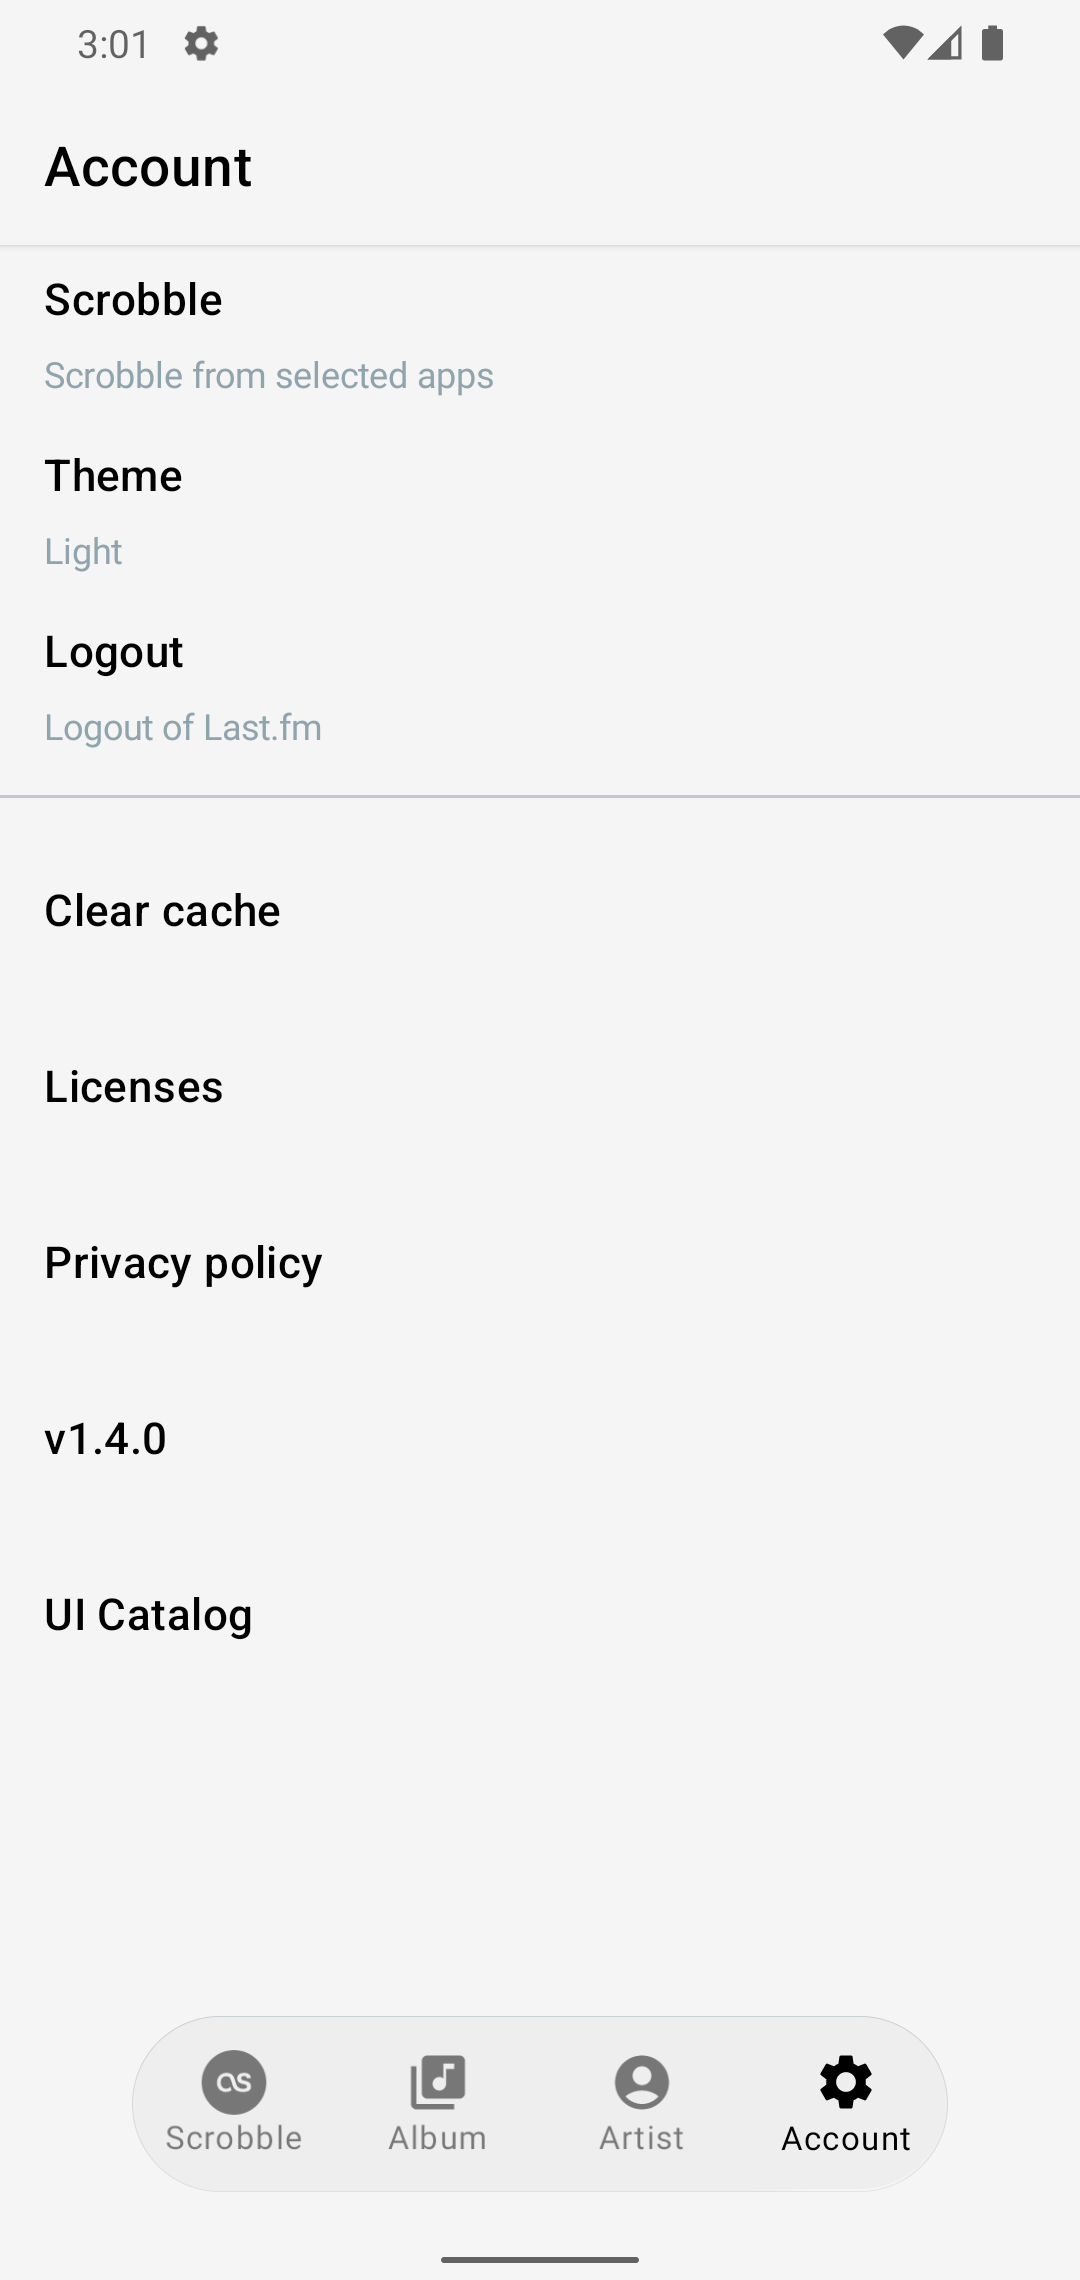 3:01
Account
Scrobble
Scrobble from selected apps
Theme
Light
Logout
Logout of Last.fm
Clear cache
Licenses
Privacy policy
v1.4.0
UI Catalog
Scrobble
Album
Artist
Account